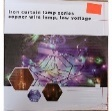 Iron curtain lamp series
copper wire lamp, low voltage